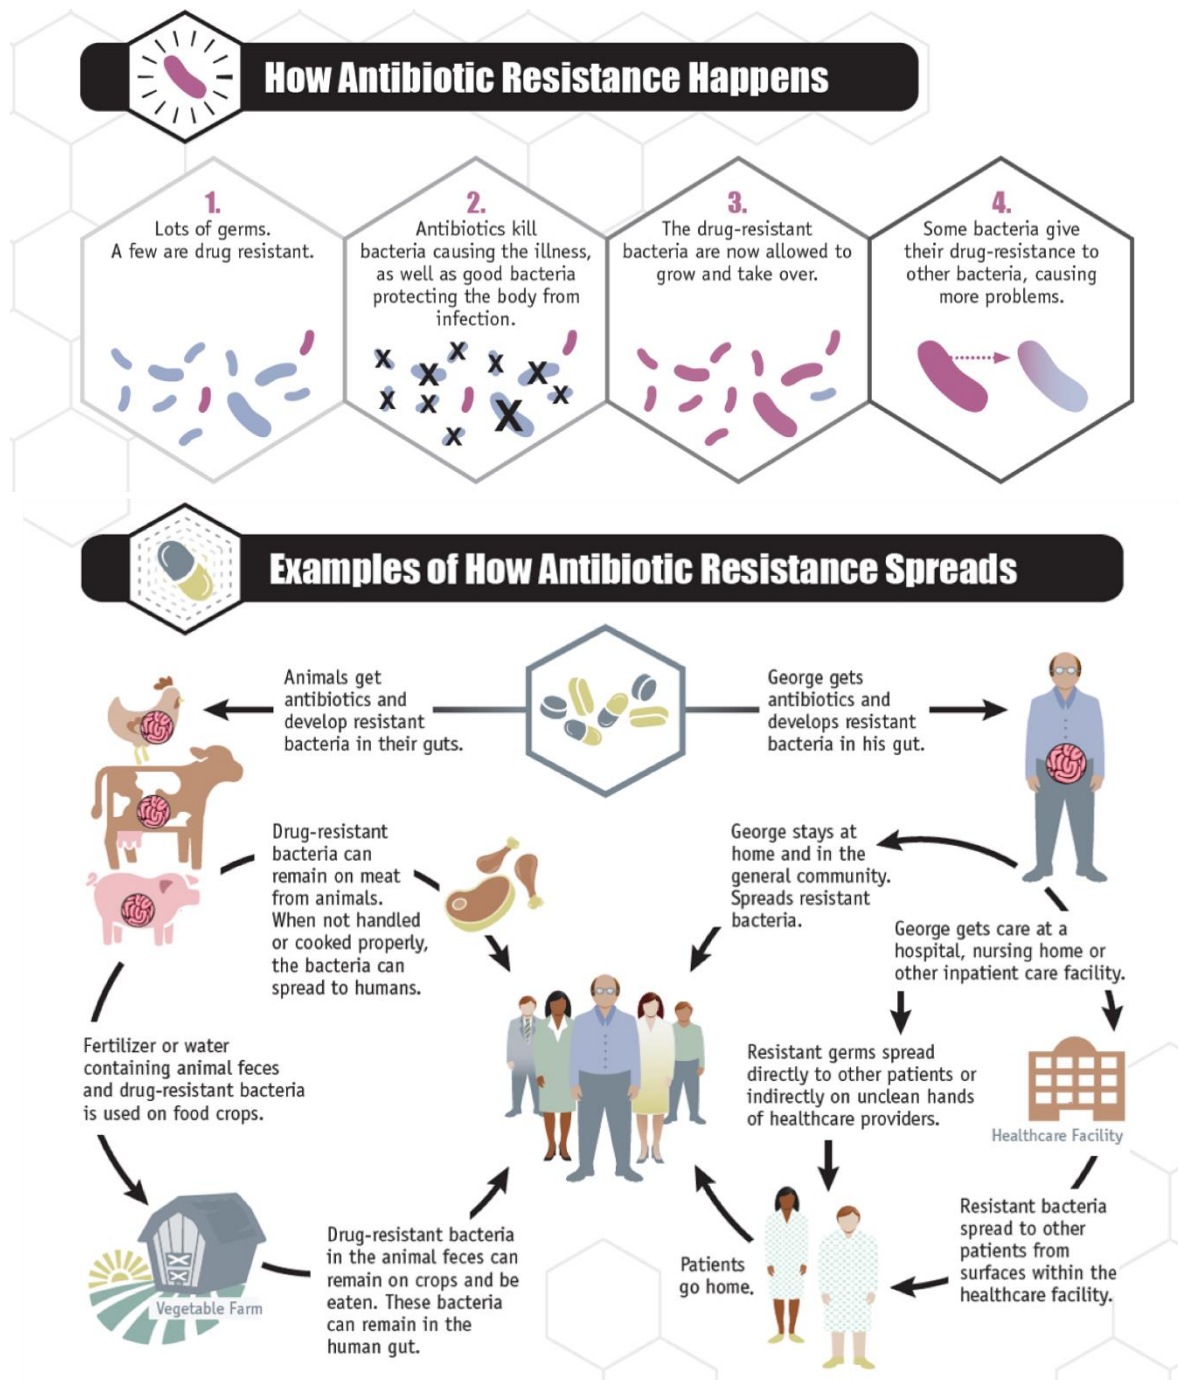 How Antibiotic Resistance Happens
1.
Lots of germs.
A few are drug resistant.
2.
Antibiotics kill
bacteria causing the illness,
as well as good bacteria
protecting the body from
infection.
3.
The drug-resistant
bacteria are now allowed to
grow and take over.
4.
Some bacteria give
their drug-resistance to
other bacteria, causing
more problems.
X X X X X X X X X X
Examples of How Antibiotic Resistance Spreads
Animals get
antibiotics and
develop resistant
bacteria in their guts.
George gets
antibiotics and
develops resistant
bacteria in his gut.
Drug-resistant
bacteria can
remain on meat
from animals.
When not handled
or cooked properly,
the bacteria can
spread to humans.
George stays at
home and in the
general community.
Spreads resistant
bacteria.
George gets care at a
hospital, nursing home or
other inpatient care facility.
Fertilizer or water
containing animal feces
and drug-resistant bacteria
is used on food crops.
Resistant germs spread
directly to other patients or
indirectly on unclean hands
of healthcare providers.
Healthcare Facility
Vegetable Farm
Drug-resistant bacteria
in the animal feces can
remain on crops and be
eaten. These bacteria
can remain in the
human gut.
Patients
go home.
Resistant bacteria
spread to other
patients from
surfaces within the
healthcare facility.